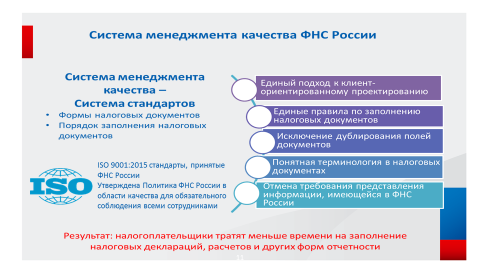 Система менеджмента качества ФНС России
Система менеджмента
качества –
Система стандартов
• Формы налоговых документов
• Порядок заполнения налоговых
документов
ISO
ISO 9001:2015 стандарты, принятые
ФНС России
Утверждена Политика ФНС России в
области качества для обязательного
соблюдения всеми сотрудниками
Единый подход к клиент-
ориентированному проектированию
Единые правила по заполнению
налоговых документов
Исключение дублирования полей
документов
Понятная терминология в налоговых
документах
Отмена требования представления
информации, имеющейся в ФНС
России
Результат: налогоплательщики тратят меньше времени на заполнение
налоговых деклараций, расчетов и других форм отчетности